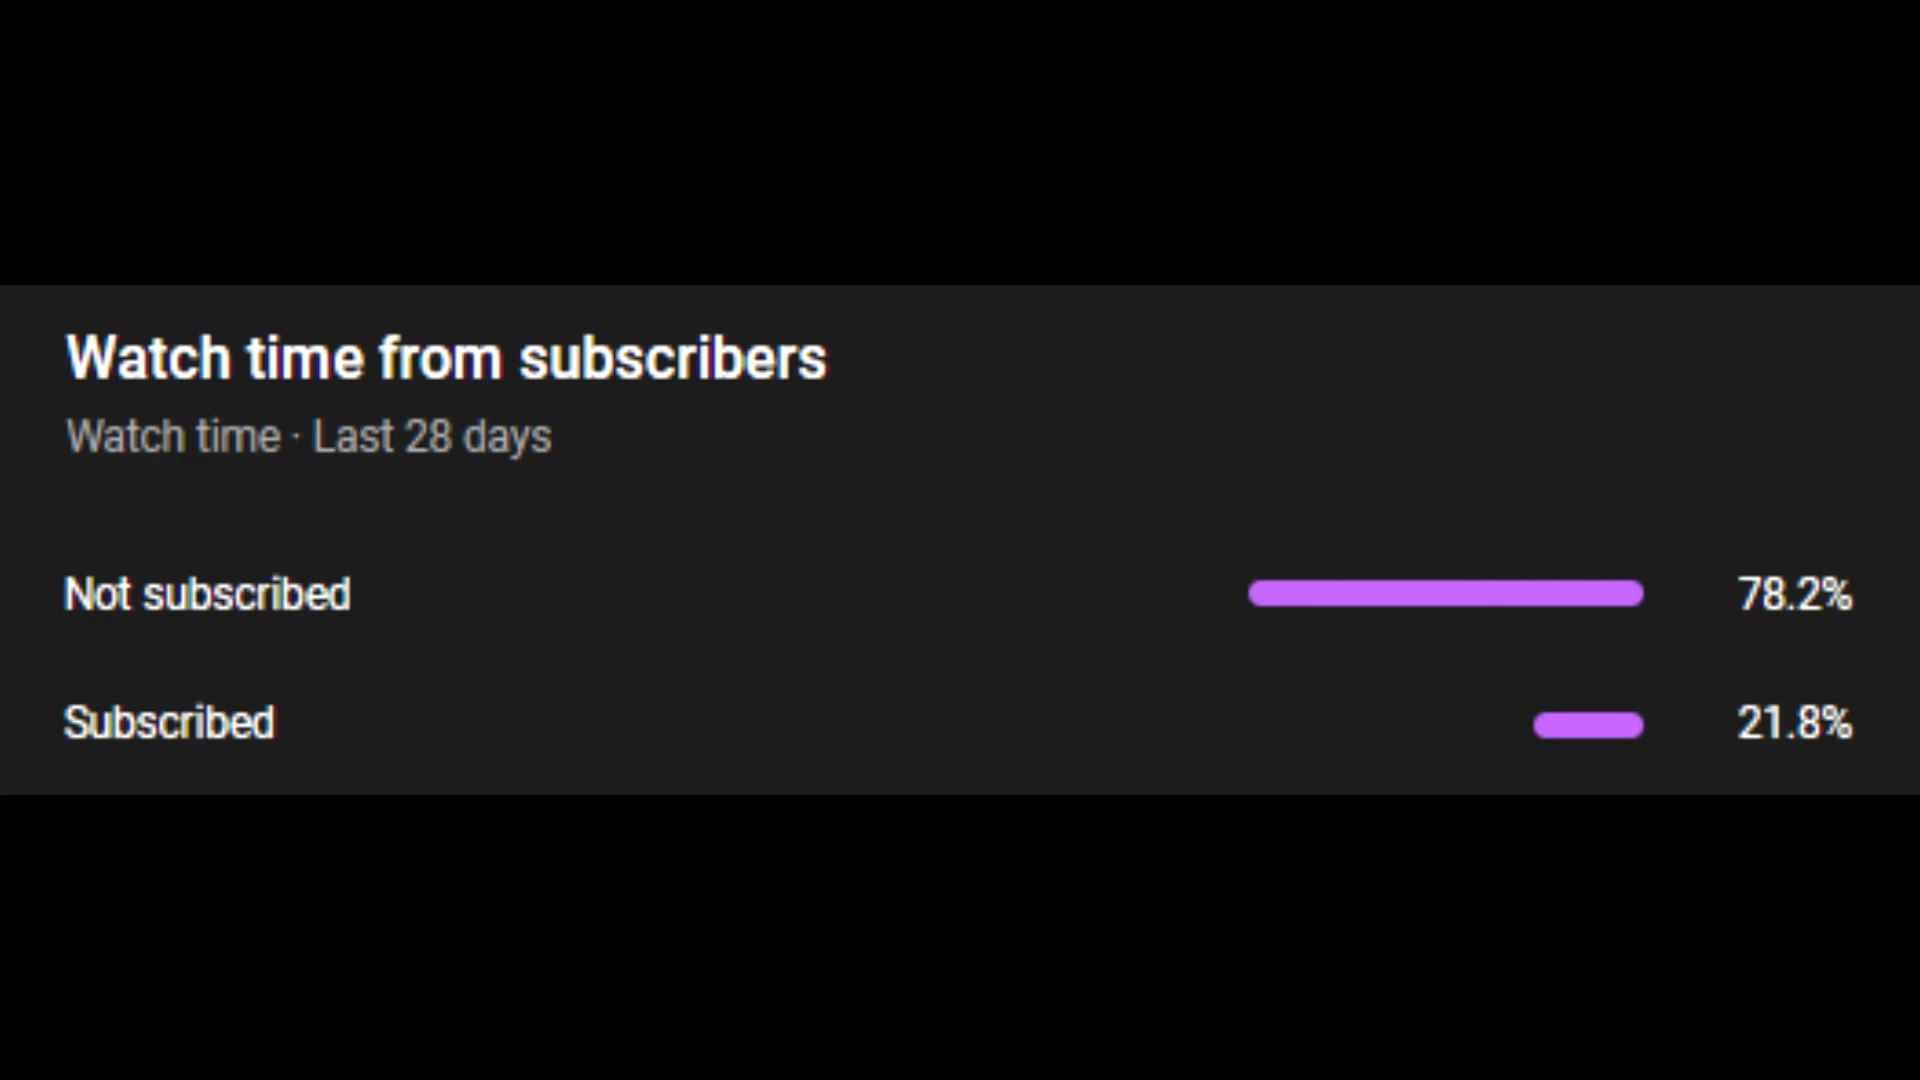 Watch time from subscribers
Watch time · Last 28 days
Not subscribed 78.2%
Subscribed 21.8%